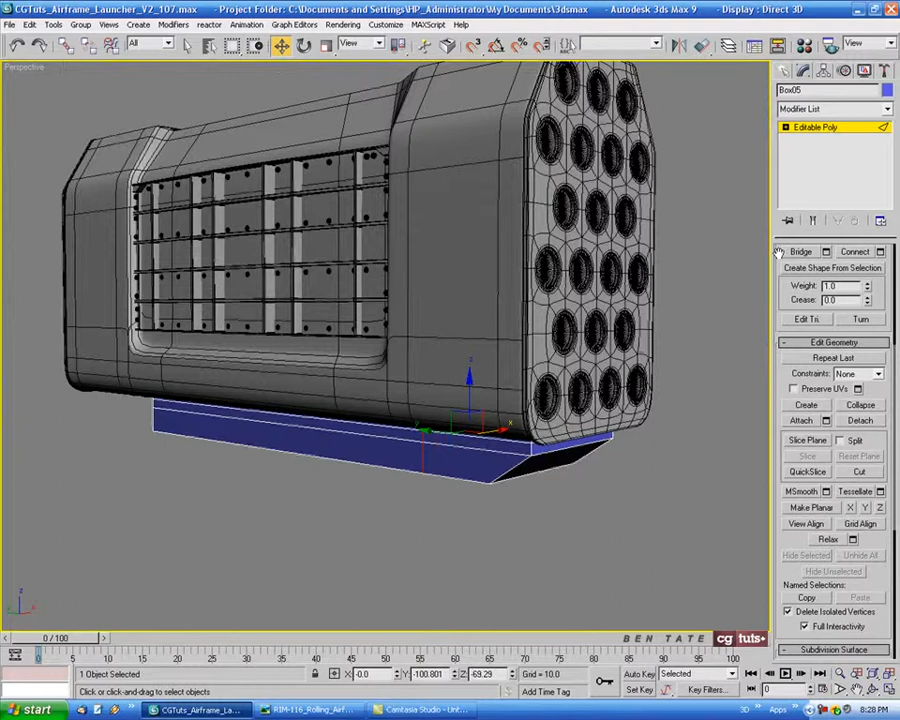 CGTuts_Airframe_Launcher_V2_107.max - Project Folder: C:\Documents and Settings\HP_Administrator\My Documents\3dsmax - Autodesk 3ds Max 9 - Display : Direct 3D
File Edit Tools Group Views Create Modifiers reactor Animation Graph Editors Rendering Customize MAXScript Help
All View View
Perspective
Box05
Modifier List
Editable Poly
Bridge Connect
Create Shape From Selection
Weight: 1.0
Crease: 0.0
Edit Tri. Turn
Edit Geometry
Repeat Last
Constraints: None
Preserve UVs
Create Collapse
Attach Detach
Slice Plane Split
Slice Reset Plane
QuickSlice Cut
MSmooth Tessellate
Make Planar X Y Z
View Align Grid Align
Relax
Hide Selected Unhide All
Hide Unselected
Named Selections:
Copy Paste
Delete Isolated Vertices
Full Interactivity
Subdivision Surface
z
x
y
z
x
BEN TATE cg tuts+
0 / 100
0 10 15 20 25 30 35 40 45 50 55 60 65 70 75 80 85 90 95 100
1 Object Selected X: -0.0 Y: -100.801 Z: -69.29 Grid = 10.0 Auto Key Selected
Click or click-and-drag to select objects Add Time Tag Set Key Key Filters... 0
start CGTuts_Airframe_La... RIM-116_Rolling_Airf... Camtasia Studio - Unt... Apps 8:28 PM